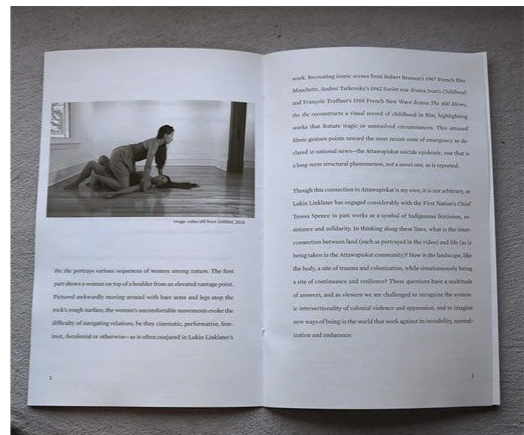 image: video still from Untitled, 2016
the the portrays various sequences of women among nature. The first
part shows a woman on top of a boulder from an elevated vantage point.
Pictured awkwardly moving around with bare arms and legs atop the
rock's rough surface, the woman's uncomfortable movements evoke the
difficulty of navigating relations, be they cinematic, performative, fem-
inist, decolonial or otherwise—as is often conjured in Lukin Linklater's
2
work. Recreating iconic scenes from Robert Bresson's 1967 French film
Mouchette, Andrei Tarkovsky's 1962 Soviet war drama Ivan's Childhood
and François Truffaut's 1959 French New Wave drama The 400 Blows,
the the reconstructs a visual record of childhood in film, highlighting
works that feature tragic or unresolved circumstances. This attuned
filmic gesture points toward the most recent state of emergency as de-
clared in national news—the Attawapiskat suicide epidemic, one that is
a long-term structural phenomenon, not a novel one, as is reported.
Though this connection to Attawapiskat is my own, it is not arbitrary, as
Lukin Linklater has engaged considerably with the First Nation's Chief
Teresa Spence in past works as a symbol of Indigenous feminism, re-
sistance and solidarity. In thinking along these lines, what is the inter-
connection between land (such as portrayed in the video) and life (as is
being taken in the Attawapiskat community)? How is the landscape, like
the body, a site of trauma and colonization, while simultaneously being
a site of continuance and resilience? These questions have a multitude
of answers, and as viewers we are challenged to recognize the system-
ic intersectionality of colonial violence and oppression, and to imagine
new ways of being in the world that work against its invisibility, normal-
ization and endurance.